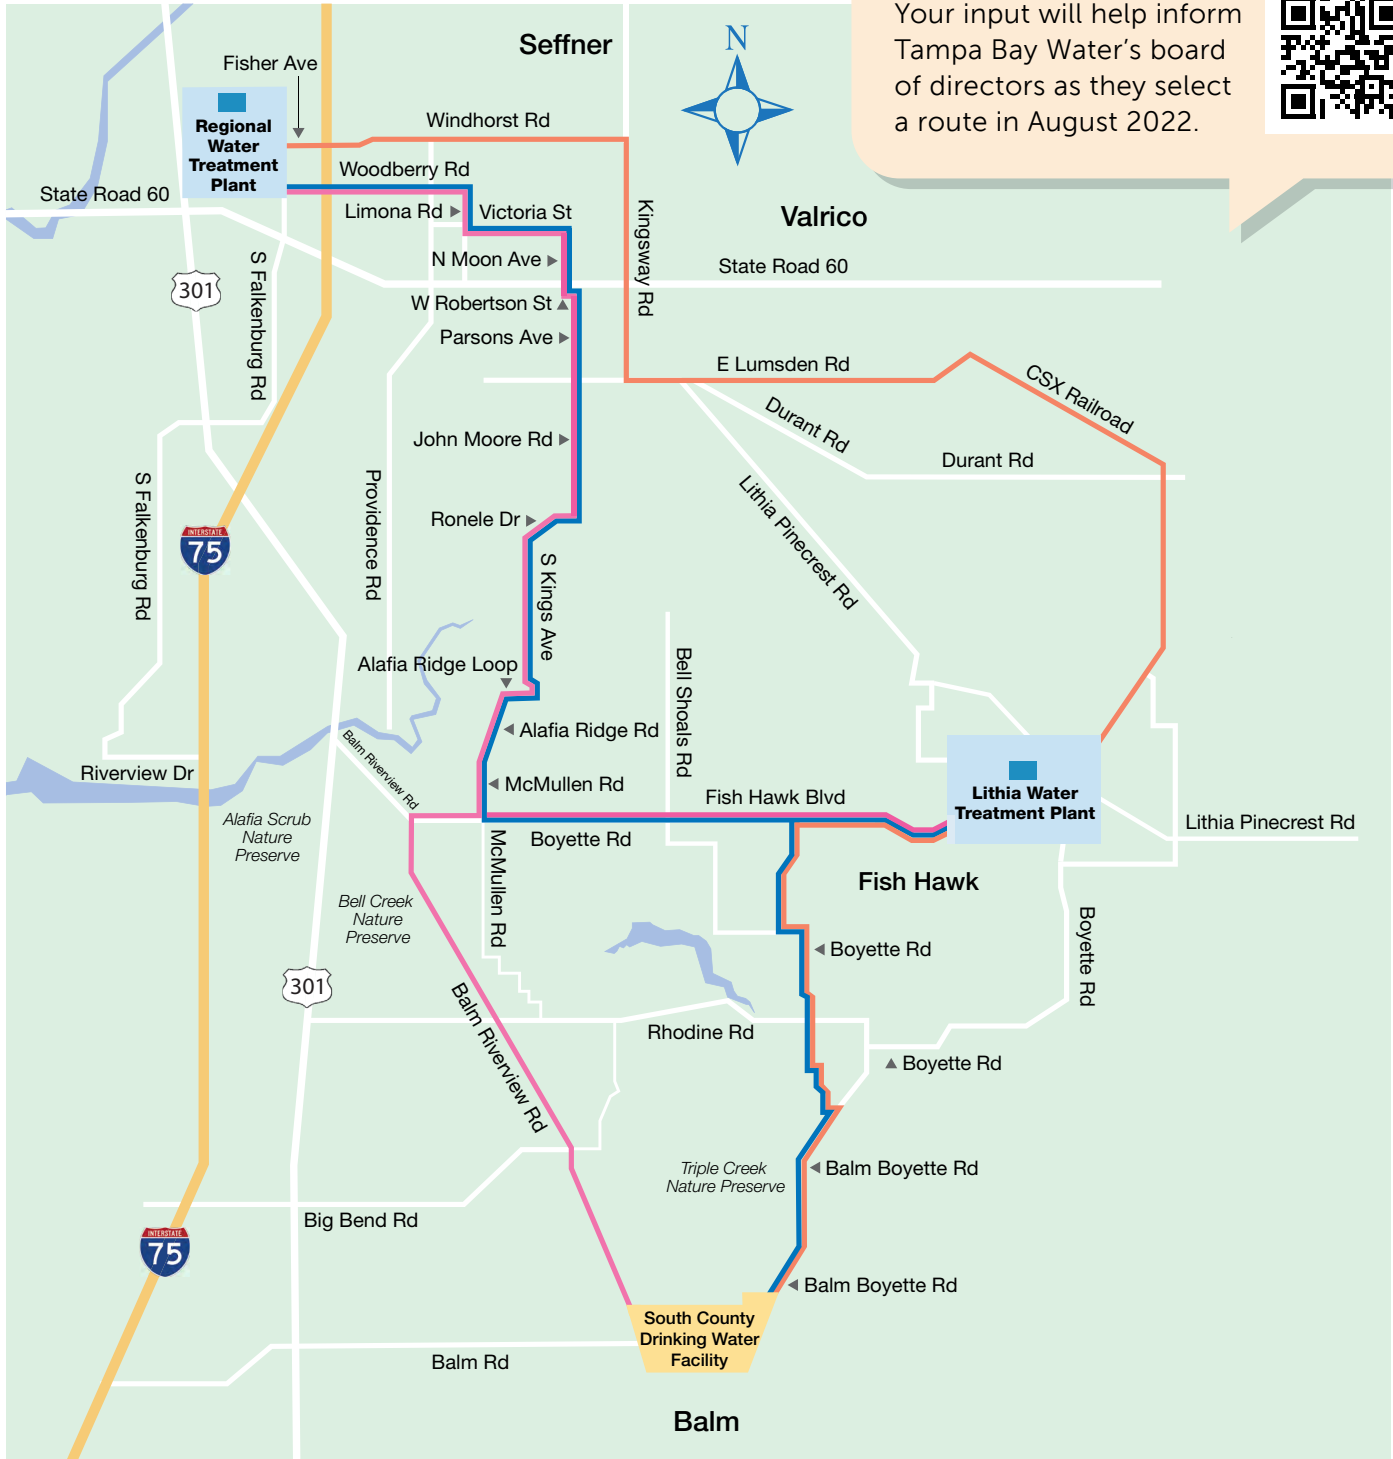 Your input will help inform
Tampa Bay Water's board
of directors as they select
a route in August 2022.
Seffner
N
Fisher Ave
Regional
Water
Treatment
Plant
Windhorst Rd
Woodberry Rd
State Road 60
Limona Rd
Victoria St
Valrico
Kingsway Rd
N Moon Ave
State Road 60
S Falkenburg Rd
301
W Robertson St
Parsons Ave
E Lumsden Rd
CSX Railroad
Durant Rd
John Moore Rd
Durant Rd
S Falkenburg Rd
Providence Rd
Lithia Pinecrest Rd
Ronele Dr
INTERSTATE
75
S Kings Ave
Alafia Ridge Loop
Bell Shoals Rd
Alafia Ridge Rd
Balm Riverview Rd
Riverview Dr
McMullen Rd
Fish Hawk Blvd
Lithia Water
Treatment Plant
Alafia Scrub
Nature
Preserve
Boyette Rd
Lithia Pinecrest Rd
McMullen Rd
Fish Hawk
Bell Creek
Nature
Preserve
Boyette Rd
Boyette Rd
301
Balm Riverview Rd
Rhodine Rd
Boyette Rd
Triple Creek
Nature Preserve
Balm Boyette Rd
Big Bend Rd
INTERSTATE
75
Balm Boyette Rd
South County
Drinking Water
Facility
Balm Rd
Balm